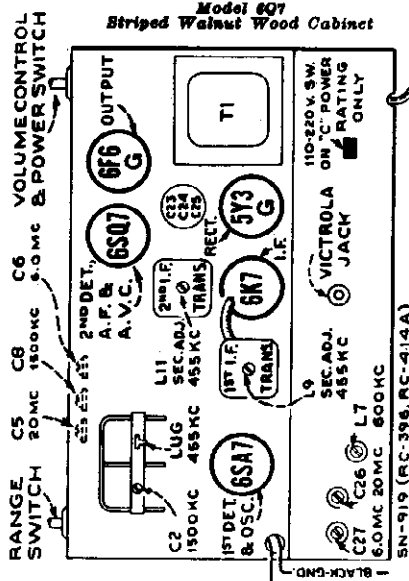 Model 6Q7
Striped Walnut Wood Cabinet
RANGE
SWITCH
C5
20MC
C8
1500KC
C6
6.0MC
VOLUME CONTROL
& POWER SWITCH
C2
1500KC
LUG
455KC
2ND DET.,
A.F. &
A.V.C.
6SQ7
6F6
G
OUTPUT
1ST DET.
& OSC.
6SA7
L11
SEC. ADJ.
455KC
2ND I.F.
TRANS
C23
C24
C25
T1
1ST I.F.
TRANS
6K7
I.F.
RECT.
5Y3
G
BLACK-GND.
C27
6.0MC
C26
20MC
L7
600KC
L9
SEC. ADJ.
455KC
VICTROLA
JACK
110-220 V. SW.
ON "C" POWER
RATING
ONLY
SN-919 (RC-396, RC-414A)